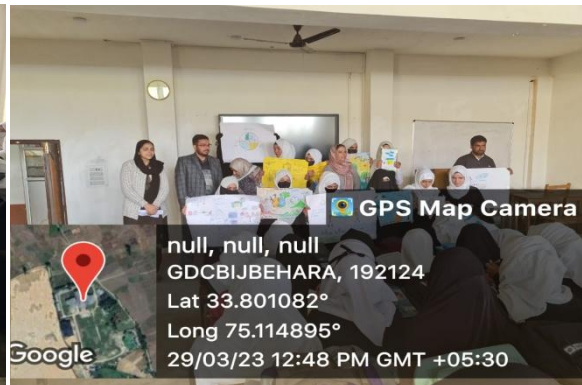 GPS Map Camera
null, null, null
GDCBIJBEHARA, 192124
Lat 33.801082°
Long 75.114895°
29/03/23 12:48 PM GMT +05:30
Google